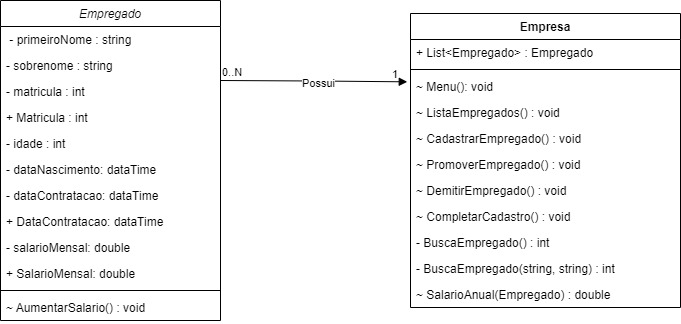 Empregado
- primeiroNome : string
- sobrenome : string
- matricula : int
+ Matricula : int
- idade : int
- dataNascimento: dataTime
- dataContratacao: dataTime
+ DataContratacao: dataTime
- salarioMensal: double
+ SalarioMensal: double
~ AumentarSalario() : void
0..N
Possui
1
Empresa
+ List<Empregado> : Empregado
~ Menu(): void
~ ListaEmpregados() : void
~ CadastrarEmpregado() : void
~ PromoverEmpregado() : void
~ DemitirEmpregado() : void
~ CompletarCadastro() : void
- BuscaEmpregado() : int
- BuscaEmpregado(string, string) : int
~ SalarioAnual(Empregado) : double